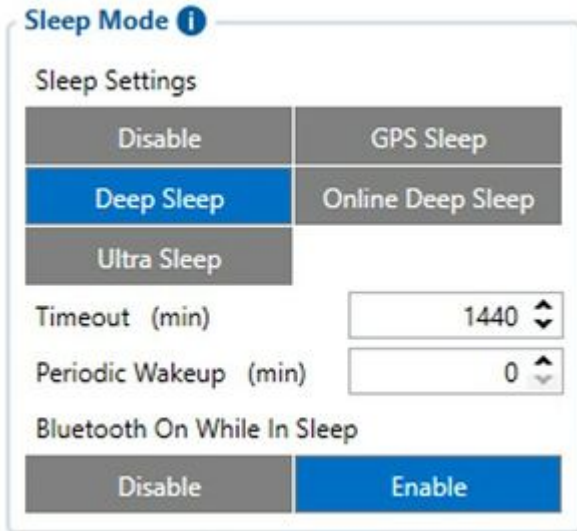 Sleep Mode i
Sleep Settings
Disable GPS Sleep
Deep Sleep Online Deep Sleep
Ultra Sleep
Timeout (min) 1440
Periodic Wakeup (min) 0
Bluetooth On While In Sleep
Disable Enable